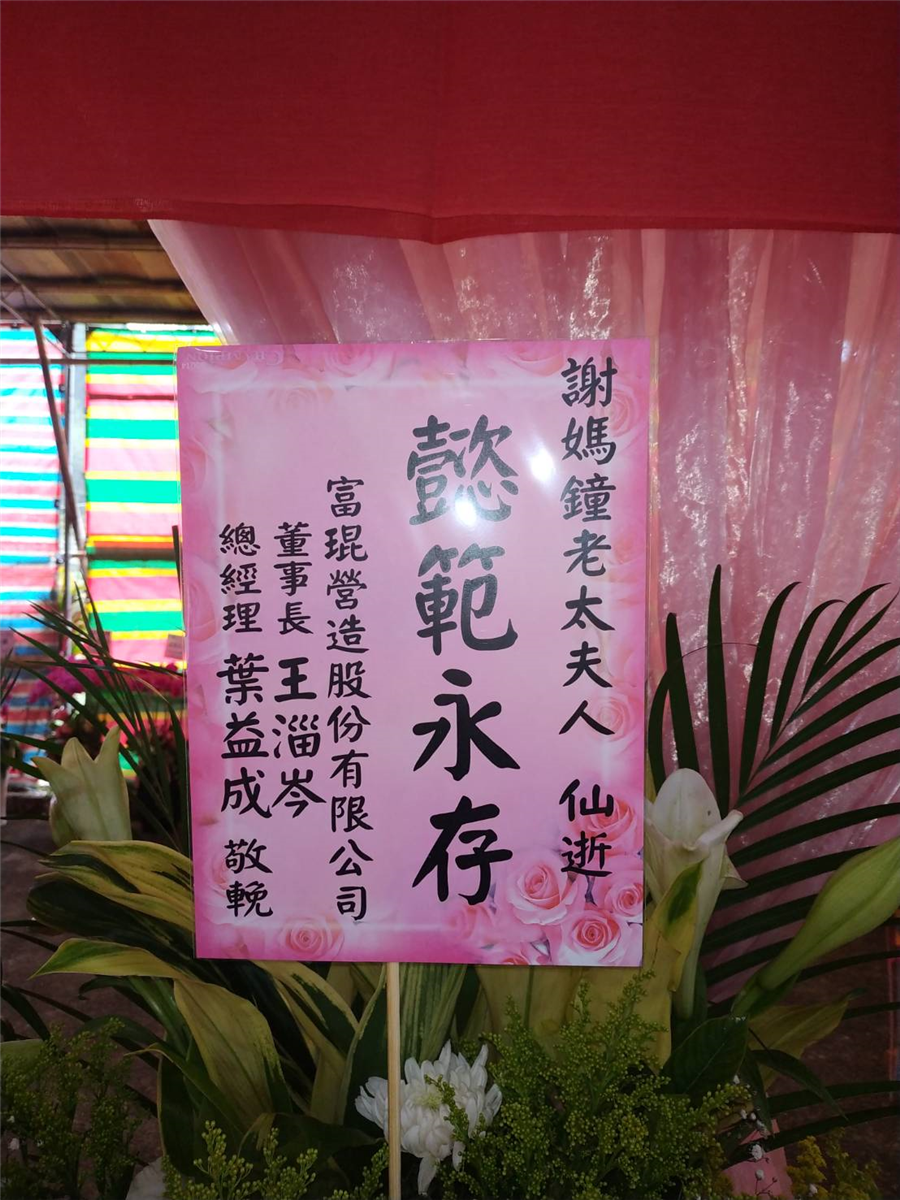 謝媽鐘老太夫人 仙逝
懿範永存
富琨營造股份有限公司
董事長 王淄岑
總經理 葉益成 敬輓